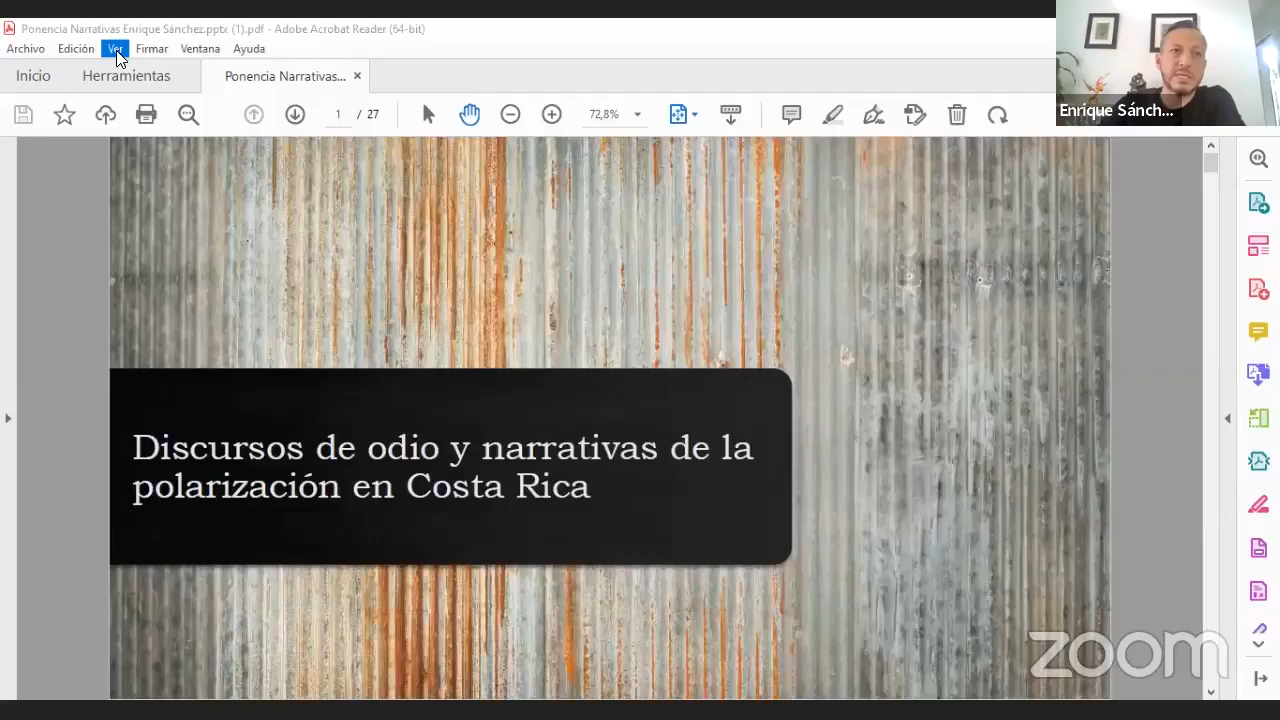 Ponencia Narrativas Enrique Sánchez.pptx (1).pdf - Adobe Acrobat Reader (64-bit)
Archivo Edición Ver Firmar Ventana Ayuda
Inicio Herramientas Ponencia Narrativas... ×
1 / 27 72,8%
Enrique Sánch...
Discursos de odio y narrativas de la
polarización en Costa Rica
zoom